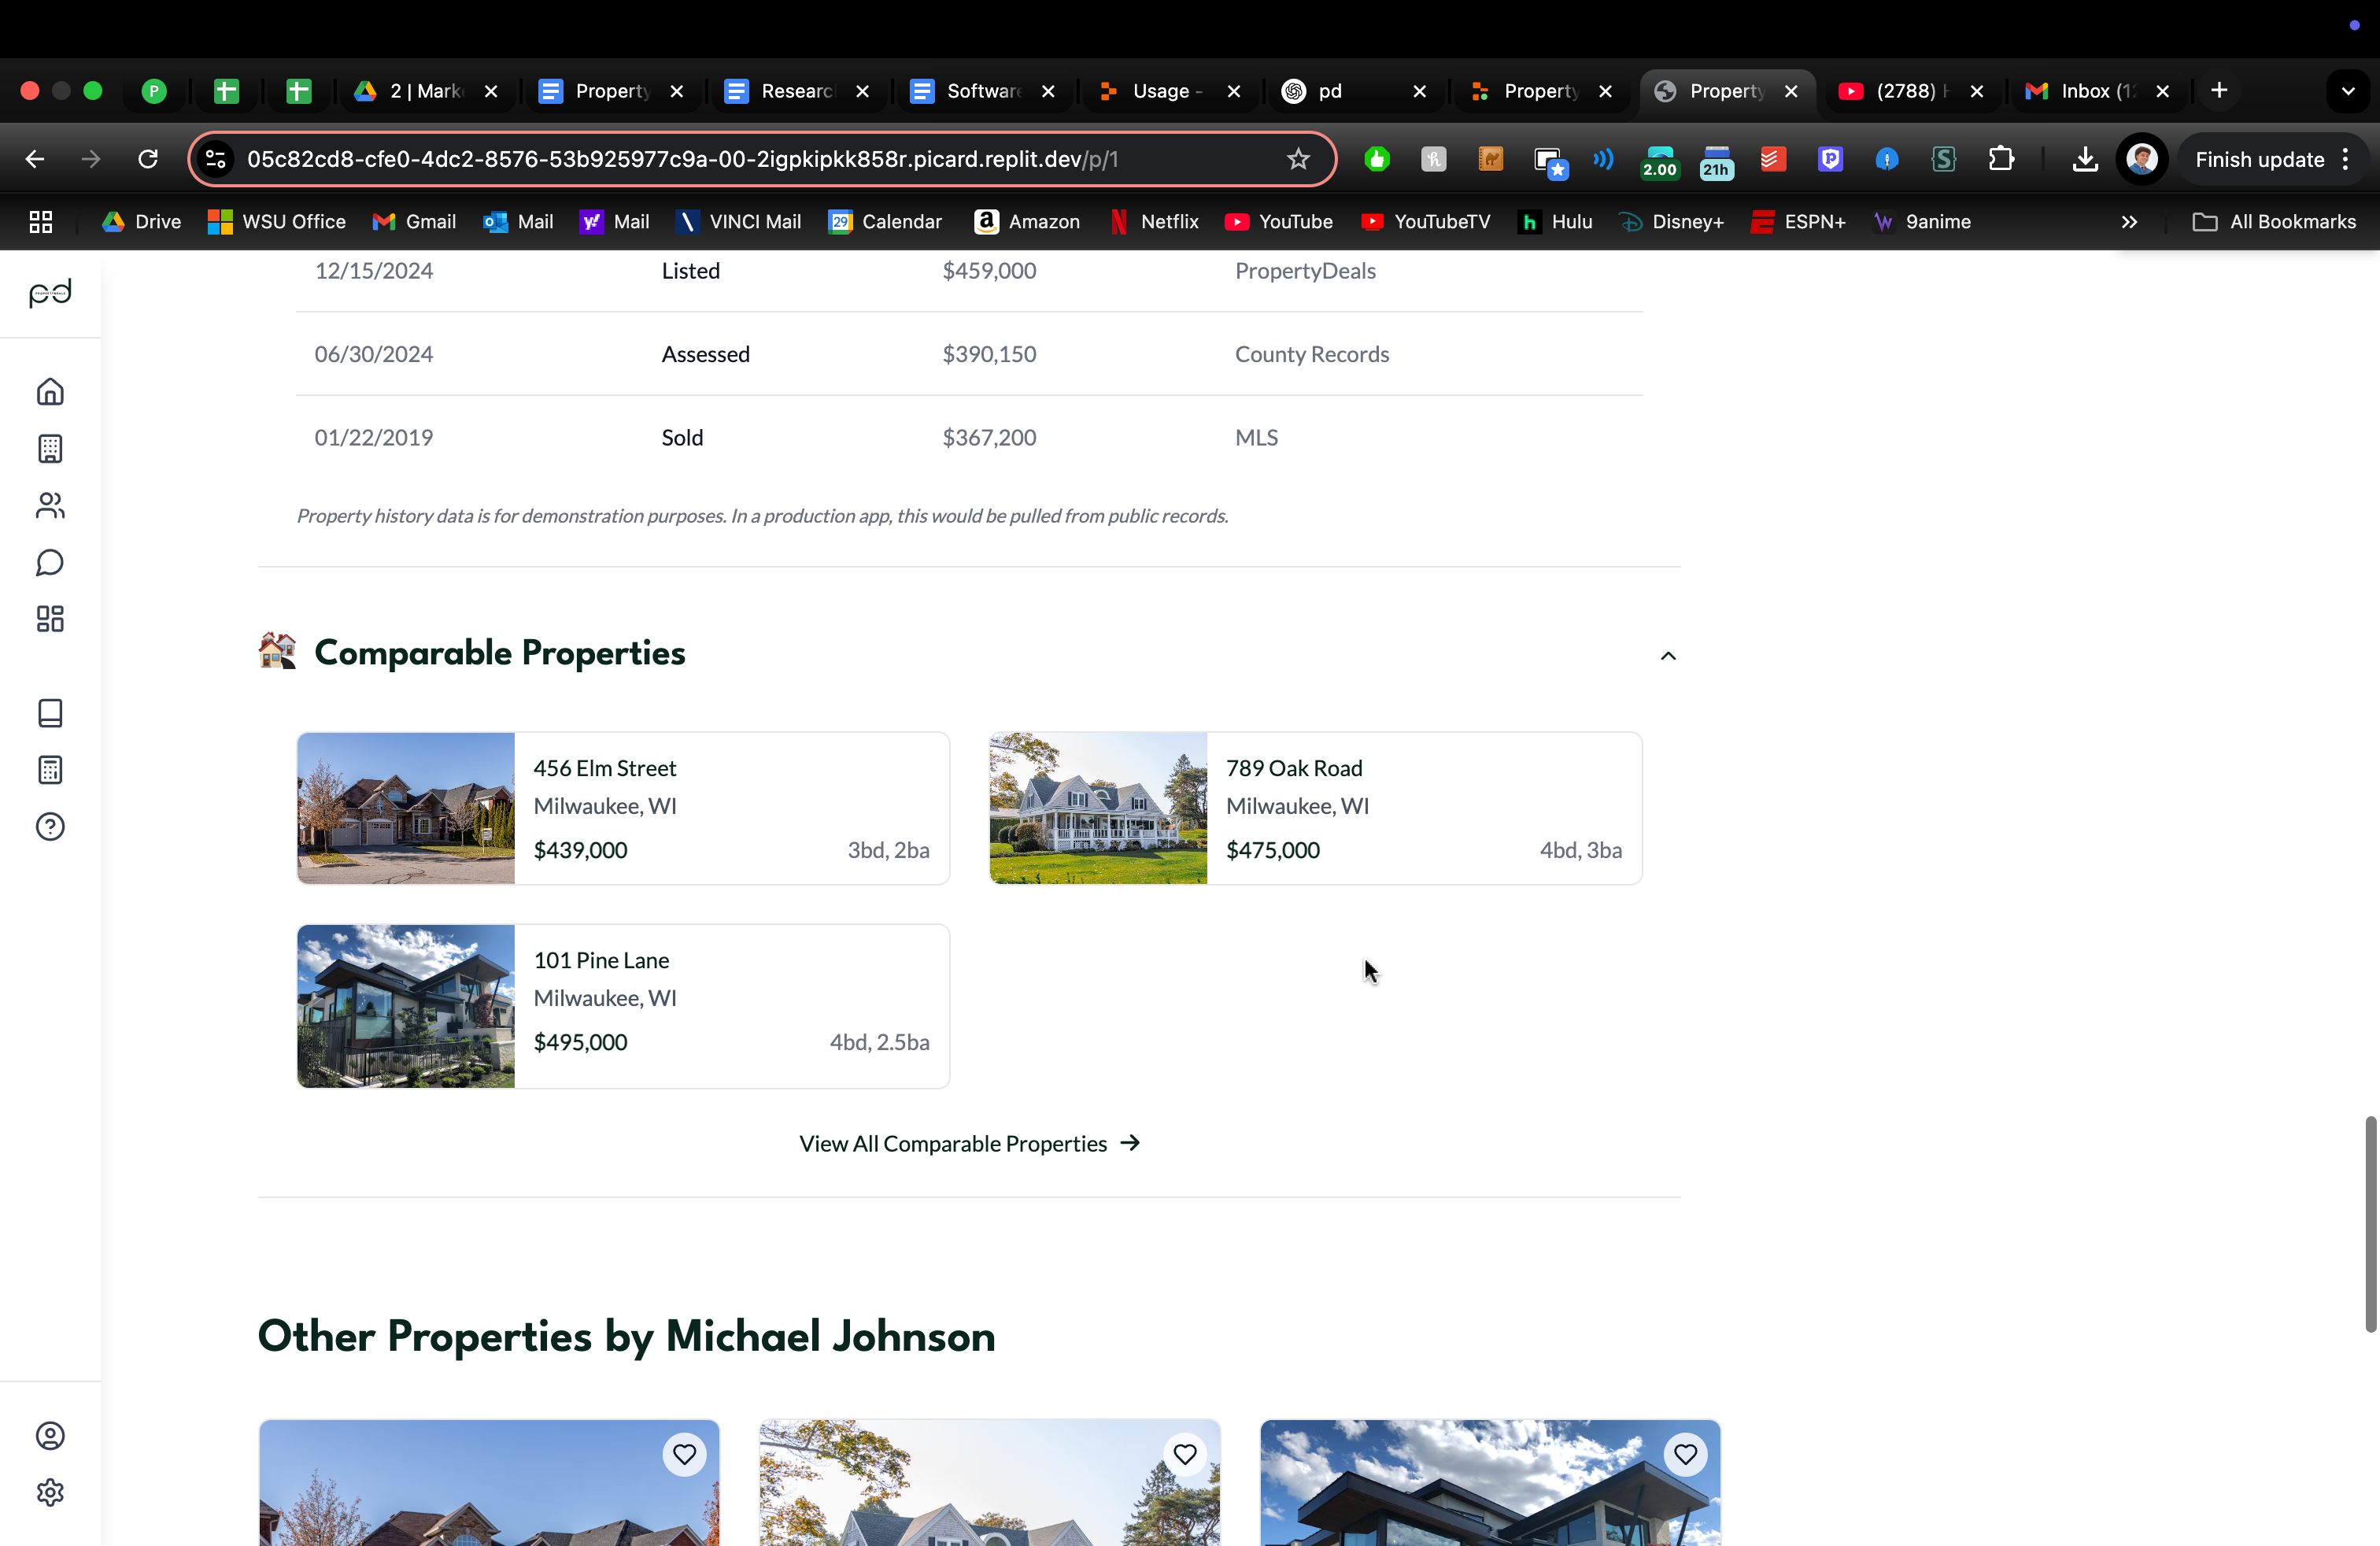 P
2 | Mark
Property
Researc
Software
Usage -
pd
Property
Property
(2788)
Inbox (1
05c82cd8-cfe0-4dc2-8576-53b925977c9a-00-2igpkipkk858r.picard.replit.dev/p/1
2.00
21h
Finish update
Drive
WSU Office
Gmail
Mail
Mail
VINCI Mail
29
Calendar
Amazon
Netflix
YouTube
YouTubeTV
Hulu
Disney+
ESPN+
9anime
All Bookmarks
pd
12/15/2024 Listed $459,000 PropertyDeals
06/30/2024 Assessed $390,150 County Records
01/22/2019 Sold $367,200 MLS
Property history data is for demonstration purposes. In a production app, this would be pulled from public records.
Comparable Properties
456 Elm Street
Milwaukee, WI
$439,000 3bd, 2ba
789 Oak Road
Milwaukee, WI
$475,000 4bd, 3ba
101 Pine Lane
Milwaukee, WI
$495,000 4bd, 2.5ba
View All Comparable Properties →
Other Properties by Michael Johnson